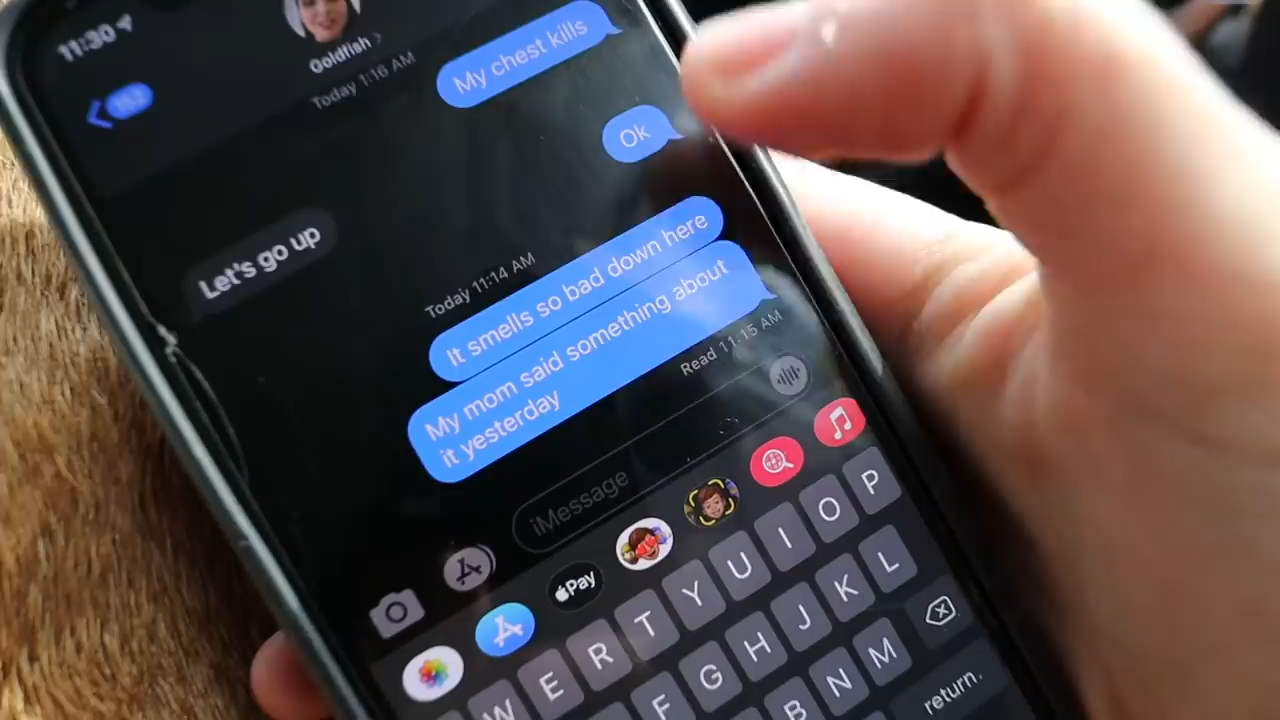 11:30
Goldfish
Today 1:16 AM
My chest kills
Ok
Let's go up
Today 11:14 AM
It smells so bad down here
My mom said something about
it yesterday
Read 11:15 AM
iMessage
Pay
W E R T Y U I O P
F G H J K L
B N M
return.